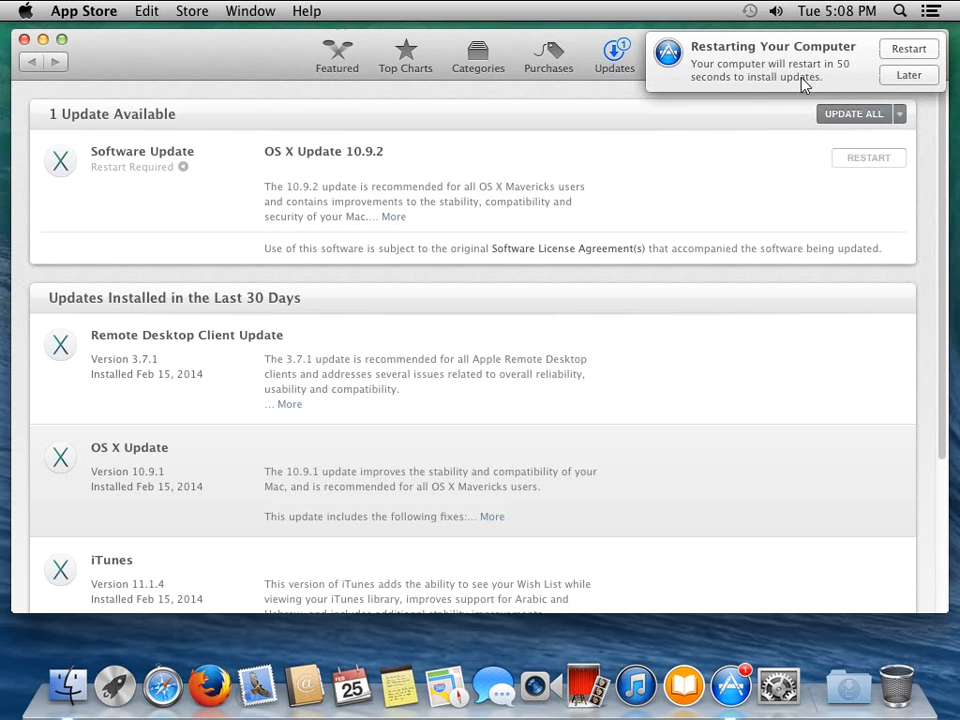 App Store Edit Store Window Help
Tue 5:08 PM
Restarting Your Computer
Your computer will restart in 50
seconds to install updates.
Restart
Later
Featured
Top Charts
Categories
Purchases
Updates
1
1 Update Available
UPDATE ALL
Software Update
Restart Required
OS X Update 10.9.2
RESTART
The 10.9.2 update is recommended for all OS X Mavericks users
and contains improvements to the stability, compatibility and
security of your Mac.... More
Use of this software is subject to the original Software License Agreement(s) that accompanied the software being updated.
Updates Installed in the Last 30 Days
Remote Desktop Client Update
Version 3.7.1
Installed Feb 15, 2014
The 3.7.1 update is recommended for all Apple Remote Desktop
clients and addresses several issues related to overall reliability,
usability and compatibility.
... More
OS X Update
Version 10.9.1
Installed Feb 15, 2014
The 10.9.1 update improves the stability and compatibility of your
Mac, and is recommended for all OS X Mavericks users.
This update includes the following fixes:... More
iTunes
Version 11.1.4
Installed Feb 15, 2014
This version of iTunes adds the ability to see your Wish List while
viewing your iTunes library, improves support for Arabic and
Hebrew, and includes additional stability improvements.
FEB
25
1